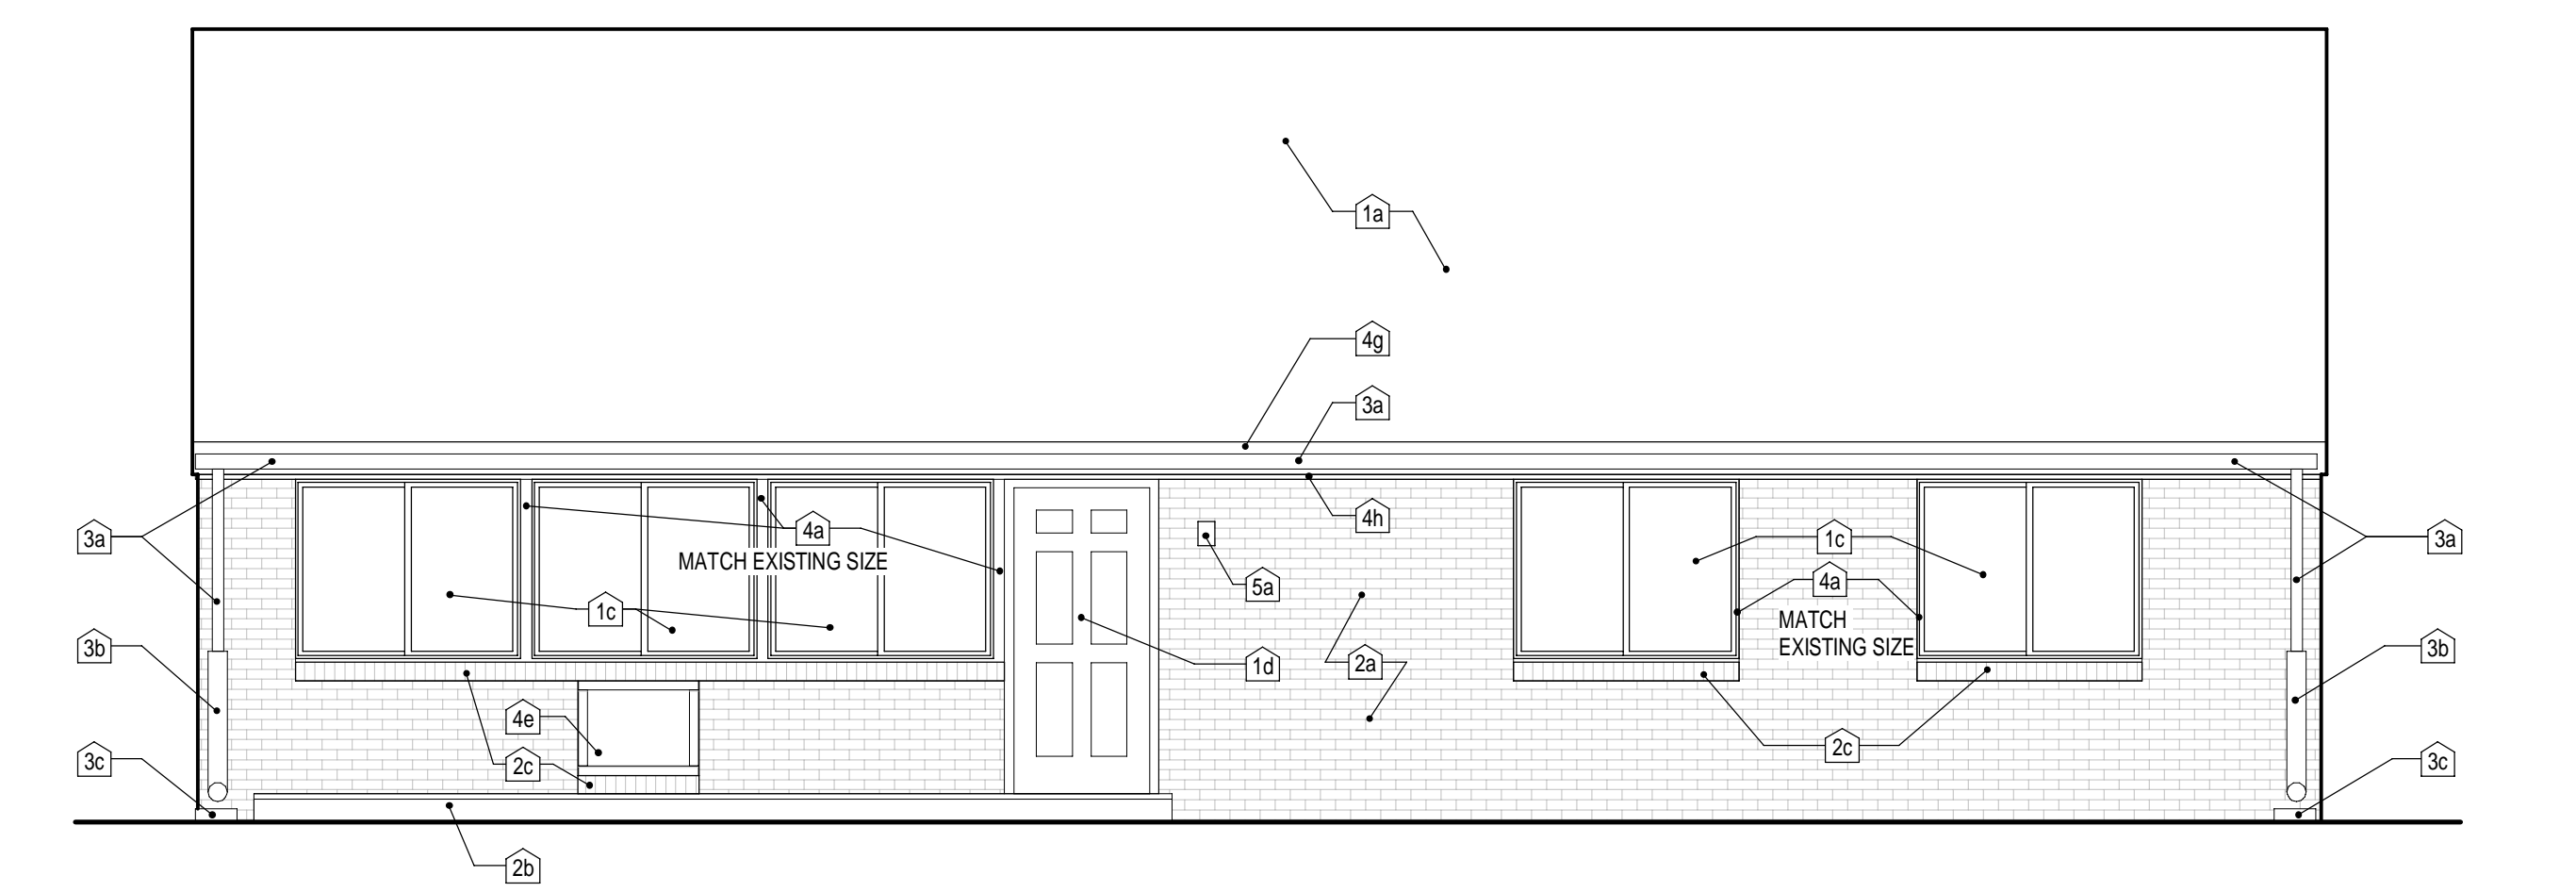 1a
4g
3a
4h
4a
MATCH EXISTING SIZE
1c
5a
1c
4a
MATCH
EXISTING SIZE
3a
3a
3b
3b
1d
2a
4e
2c
2c
3c
3c
2b